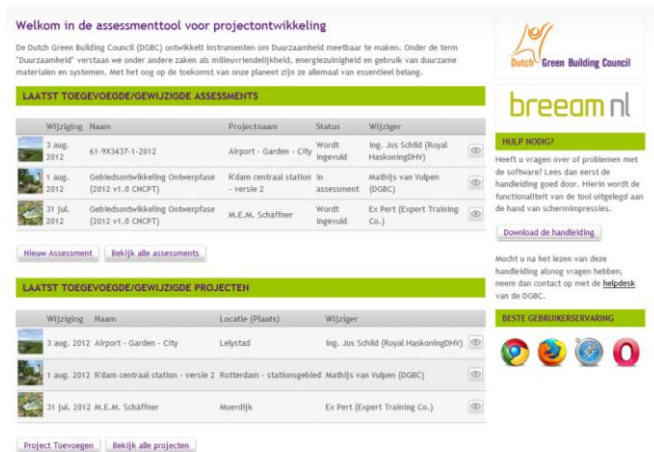 Welkom in de assessmenttool voor projectontwikkeling
De Dutch Green Building Council (DGBC) ontwikkelt instrumenten om Duurzaamheid meetbaar te maken. Onder de term
"Duurzaamheid" verstaan we onder andere zaken als milieuvriendelijkheid, energiezuinigheid en gebruik van duurzame
materialen en systemen. Met het oog op de toekomst van onze planeet zijn ze allemaal van essentieel belang.
LAATST TOEGEVOEGDE/GEWIJZIGDE ASSESSMENTS
Wijziging Naam Projectnaam Status Wijziger
3 aug. 2012 61-9X3437-1-2012 Airport - Garden - City Wordt ingevuld ing. Jos Schild (Royal HaskoningDHV)
1 aug. 2012 Gebiedsontwikkeling Ontwerpfase (2012 v1.0 CNCPT) R'dam centraal station - versie 2 In assessment Mathijs van Vulpen (DGBC)
31 jul. 2012 Gebiedsontwikkeling Ontwerpfase (2012 v1.0 CNCPT) M.E.M. Schäffner Wordt ingevuld Ex Pert (Expert Training Co.)
Nieuw Assessment Bekijk alle assessments
LAATST TOEGEVOEGDE/GEWIJZIGDE PROJECTEN
Wijziging Naam Locatie (Plaats) Wijziger
3 aug. 2012 Airport - Garden - City Lelystad ing. Jos Schild (Royal HaskoningDHV)
1 aug. 2012 R'dam centraal station - versie 2 Rotterdam - stationsgebied Mathijs van Vulpen (DGBC)
31 jul. 2012 M.E.M. Schäffner Moerdijk Ex Pert (Expert Training Co.)
Project Toevoegen Bekijk alle projecten
Dutch Green Building Council
breeam nl
HULP NODIG?
Heeft u vragen over of problemen met
de software? Lees dan eerst de
handleiding goed door. Hierin wordt de
functionaliteit van de tool uitgelegd aan
de hand van schermimpressies.
Download de handleiding
Mocht u na het lezen van deze
handleiding alsnog vragen hebben,
neem dan contact op met de helpdesk
van de DGBC.
BESTE GEBRUIKERSERVARING